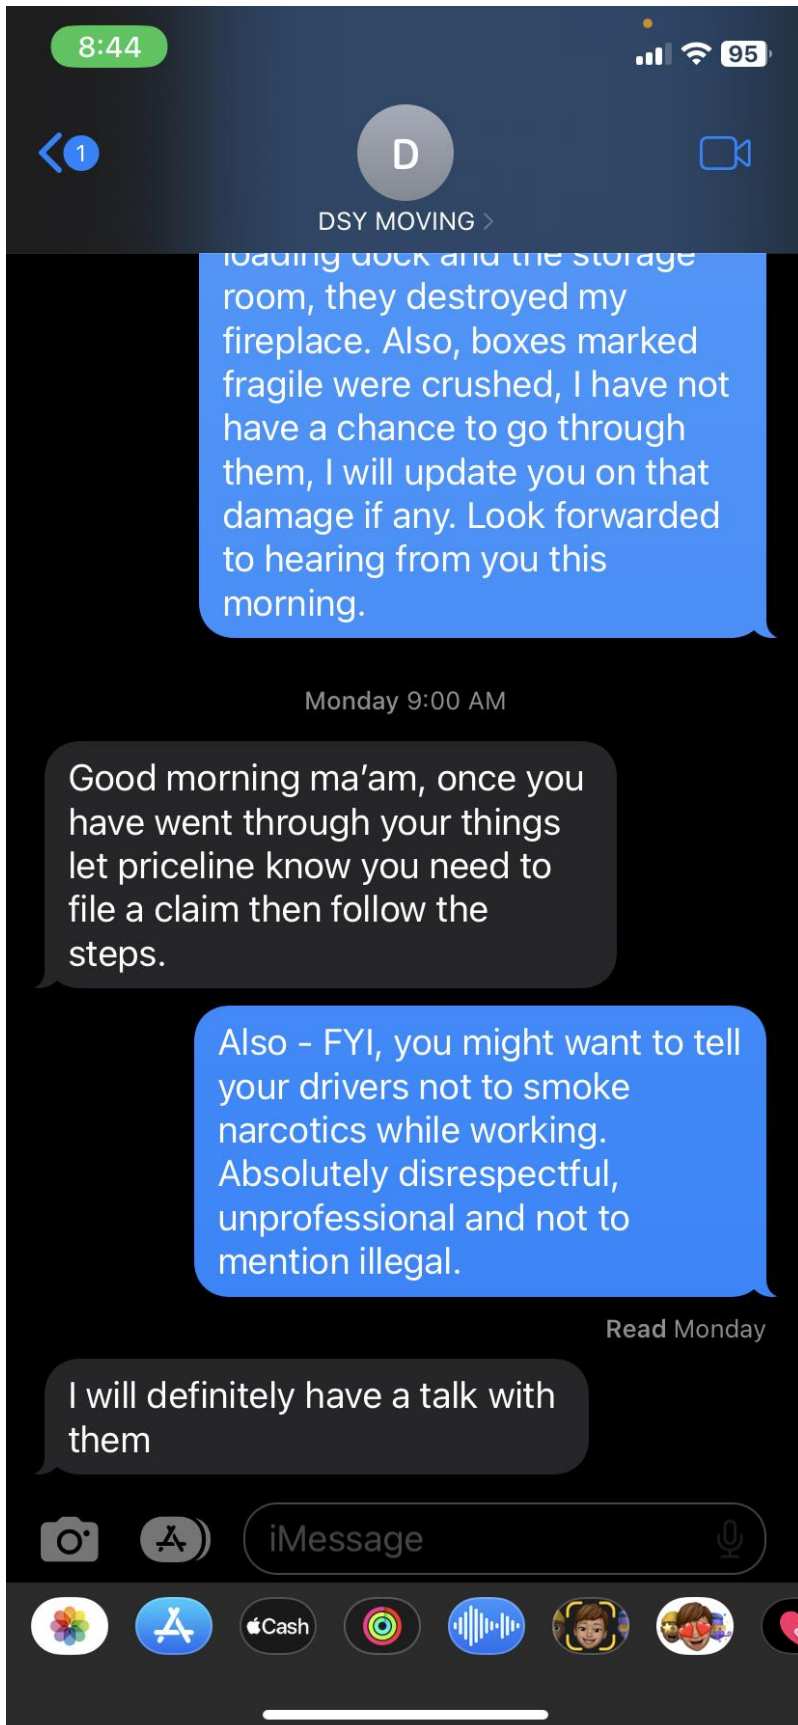 8:44
95
1
D
DSY MOVING
loading dock and the storage
room, they destroyed my
fireplace. Also, boxes marked
fragile were crushed, I have not
have a chance to go through
them, I will update you on that
damage if any. Look forwarded
to hearing from you this
morning.
Monday 9:00 AM
Good morning ma’am, once you
have went through your things
let priceline know you need to
file a claim then follow the
steps.
Also - FYI, you might want to tell
your drivers not to smoke
narcotics while working.
Absolutely disrespectful,
unprofessional and not to
mention illegal.
Read Monday
I will definitely have a talk with
them
iMessage
Cash